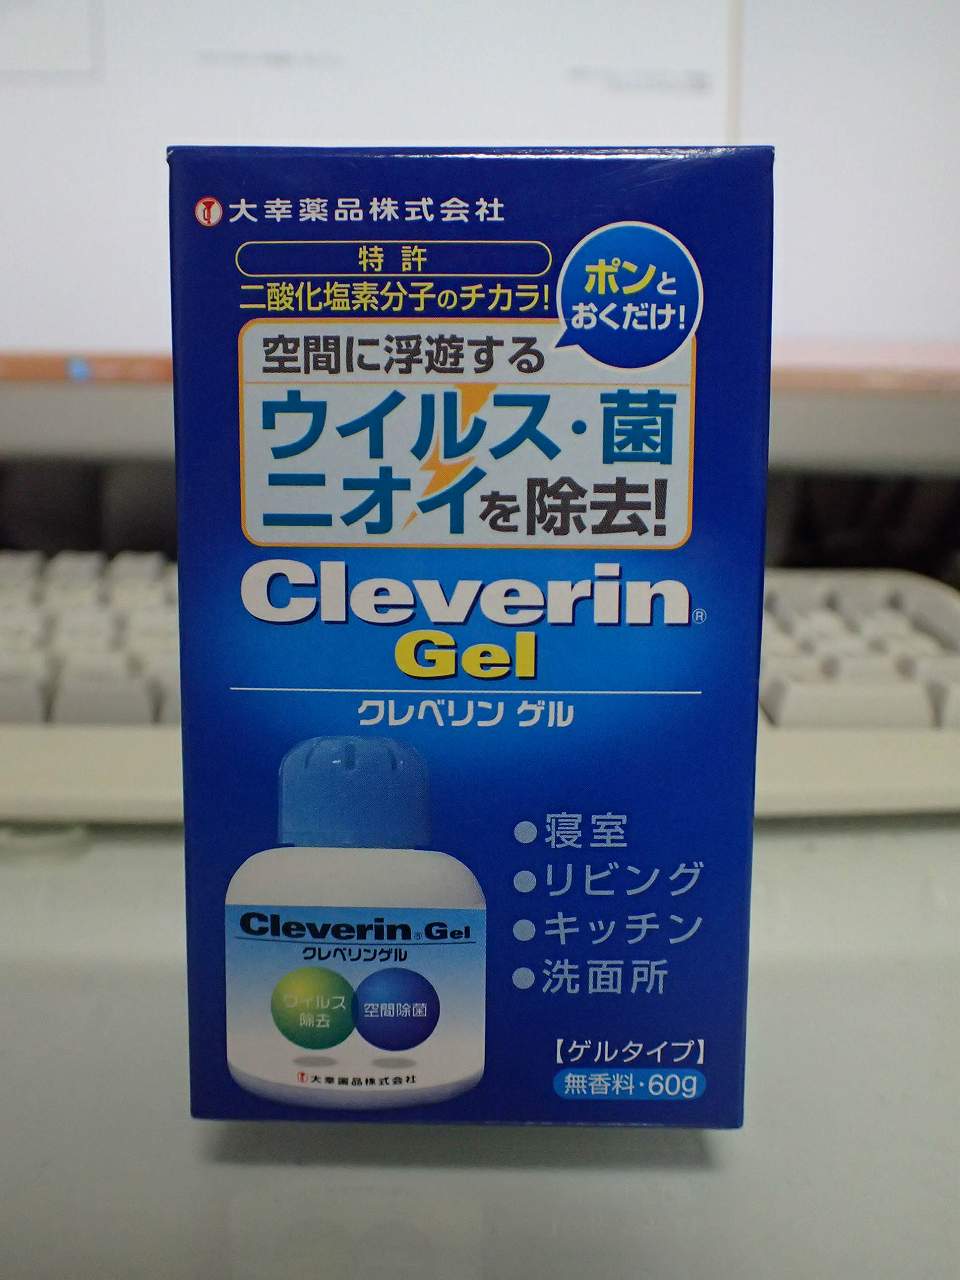 大幸薬品株式会社
特許
二酸化塩素分子のチカラ!
ポンと
おくだけ!
空間に浮遊する
ウイルス・菌
ニオイを除去!
Cleverin®
Gel
クレベリン ゲル
●寝室
●リビング
●キッチン
●洗面所
Cleverin® Gel
クレベリンゲル
ウイルス
除去
空間除菌
大幸薬品株式会社
【ゲルタイプ】
無香料・60g